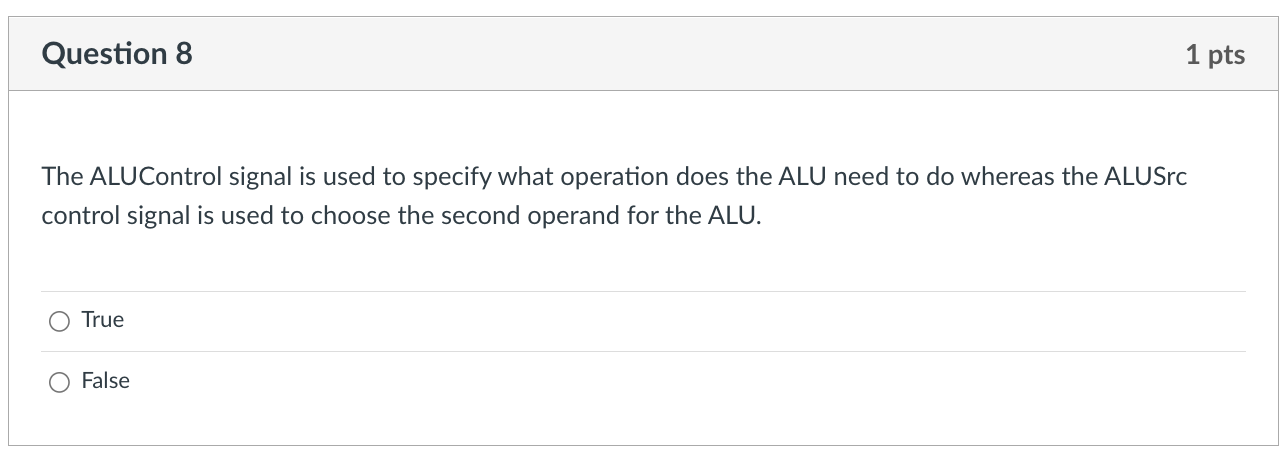 Question 8
1 pts
The ALUControl signal is used to specify what operation does the ALU need to do whereas the ALUSrc
control signal is used to choose the second operand for the ALU.
True
False